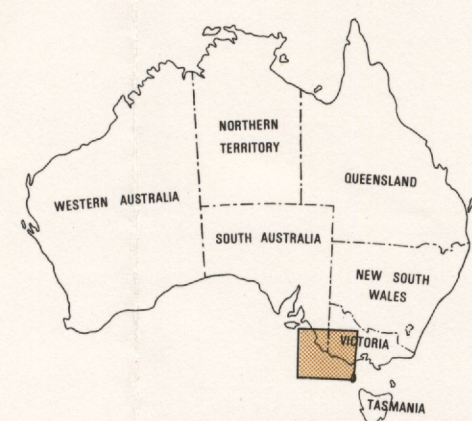 NORTHERN
TERRITORY
WESTERN AUSTRALIA
QUEENSLAND
SOUTH AUSTRALIA
NEW SOUTH
WALES
VICTORIA
TASMANIA